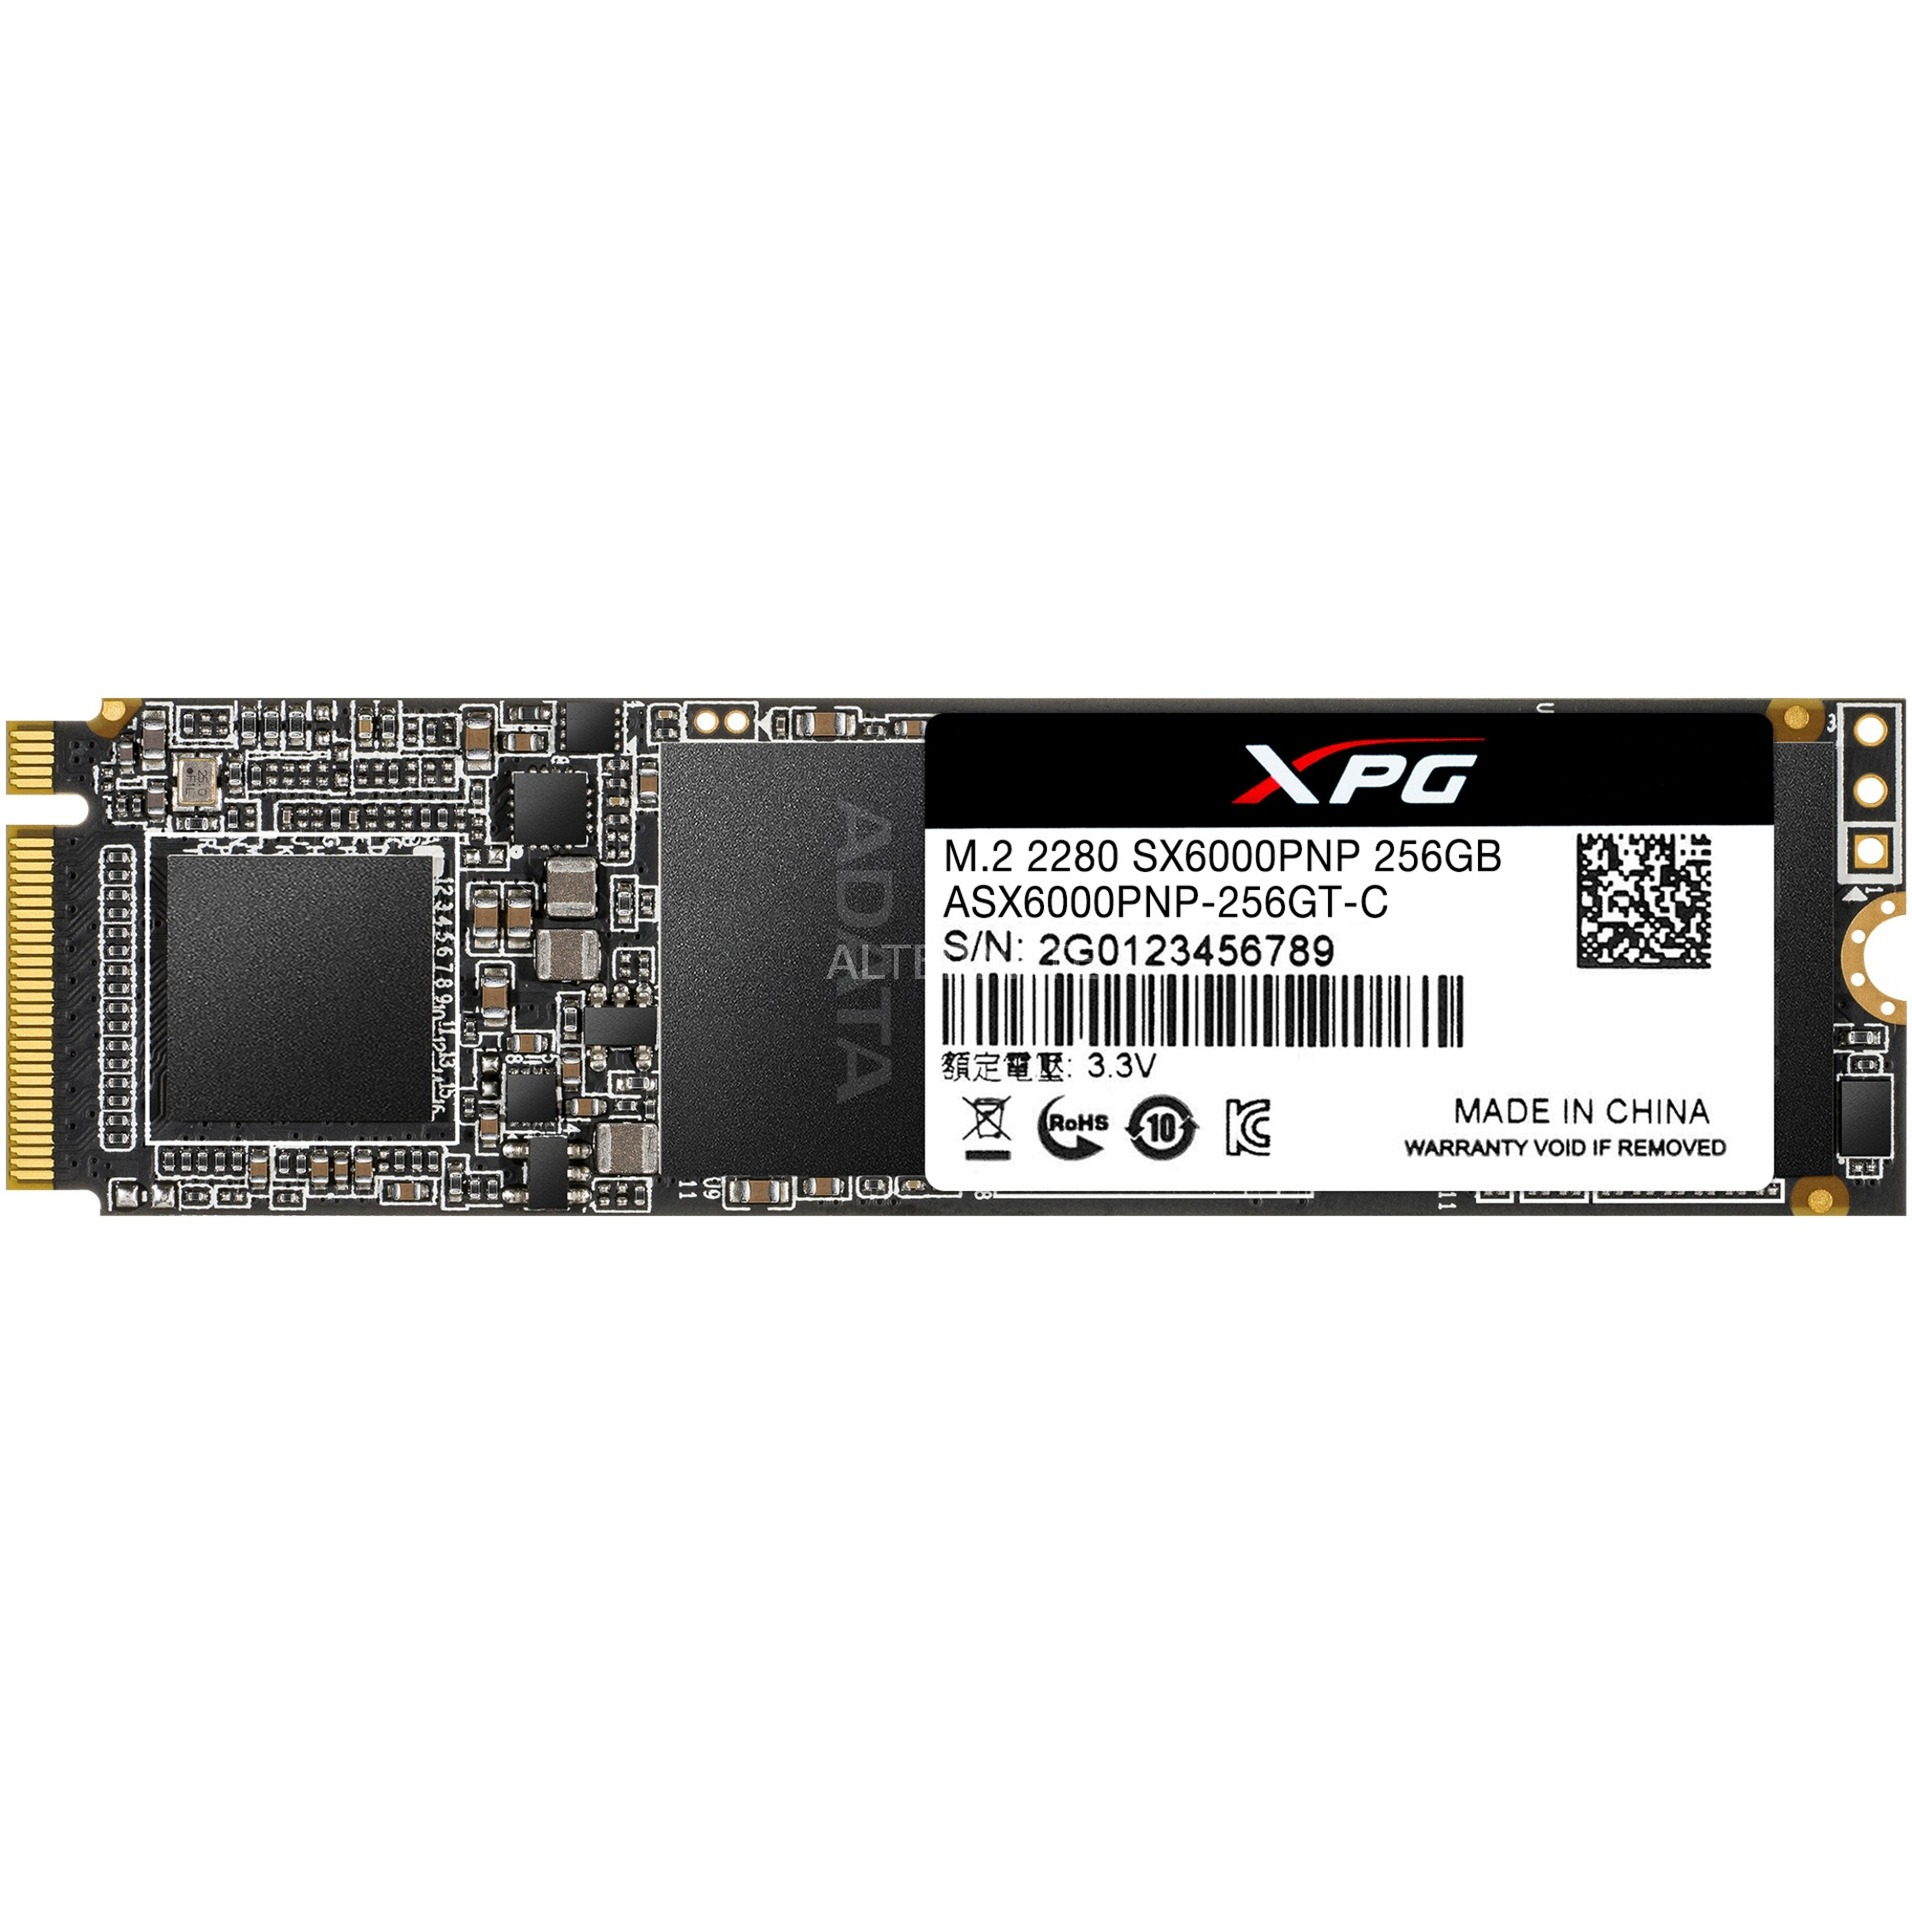 XPG
M.2 2280 SX6000PNP 256GB
ASX6000PNP-256GT-C
S/N: 2G0123456789
額定電壓: 3.3V
RoHS
10
MADE IN CHINA
WARRANTY VOID IF REMOVED
ADATA